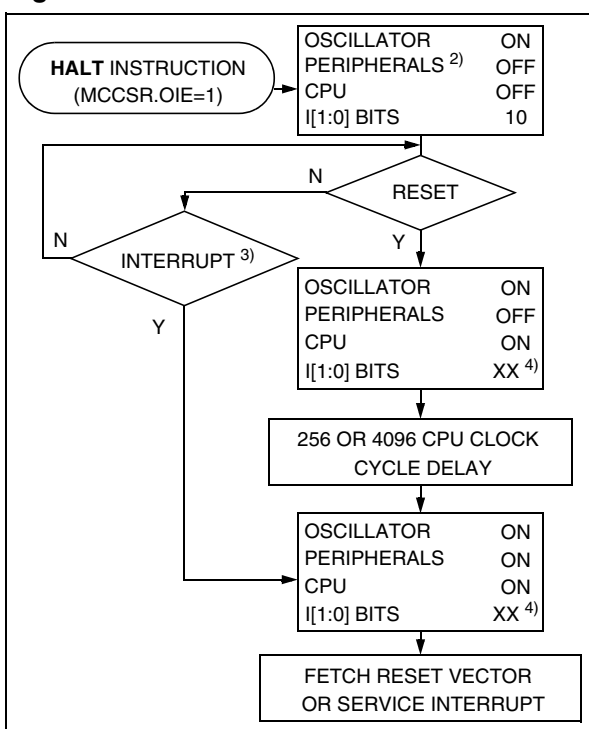 HALT INSTRUCTION
(MCCSR.OIE=1)
OSCILLATOR ON
PERIPHERALS 2) OFF
CPU OFF
I[1:0] BITS 10
N
RESET
N
INTERRUPT 3)
Y
Y
OSCILLATOR ON
PERIPHERALS OFF
CPU ON
I[1:0] BITS XX 4)
256 OR 4096 CPU CLOCK
CYCLE DELAY
OSCILLATOR ON
PERIPHERALS ON
CPU ON
I[1:0] BITS XX 4)
FETCH RESET VECTOR
OR SERVICE INTERRUPT